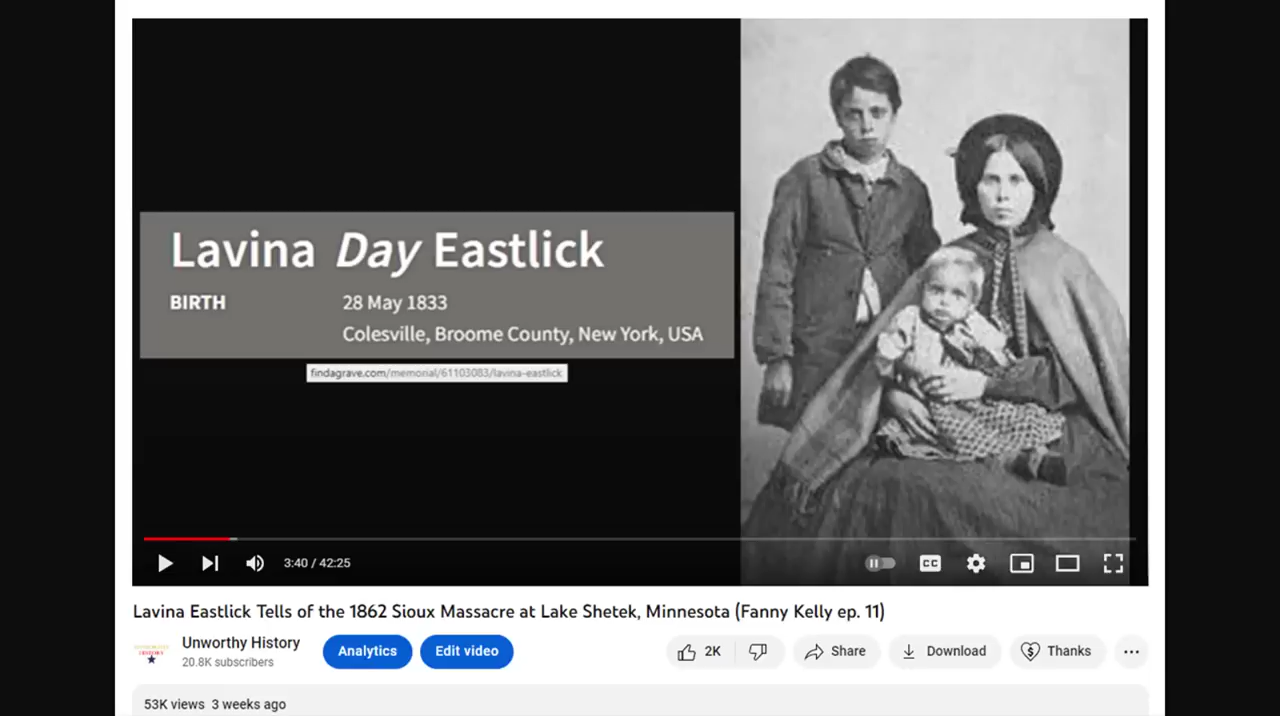 Lavina Day Eastlick
BIRTH 28 May 1833
Colesville, Broome County, New York, USA
findagrave.com/memorial/61103083/lavina-eastlick
3:40 / 42:25
CC
Lavina Eastlick Tells of the 1862 Sioux Massacre at Lake Shetek, Minnesota (Fanny Kelly ep. 11)
Unworthy History
20.8K subscribers
Analytics
Edit video
2K
Share
Download
Thanks
53K views 3 weeks ago